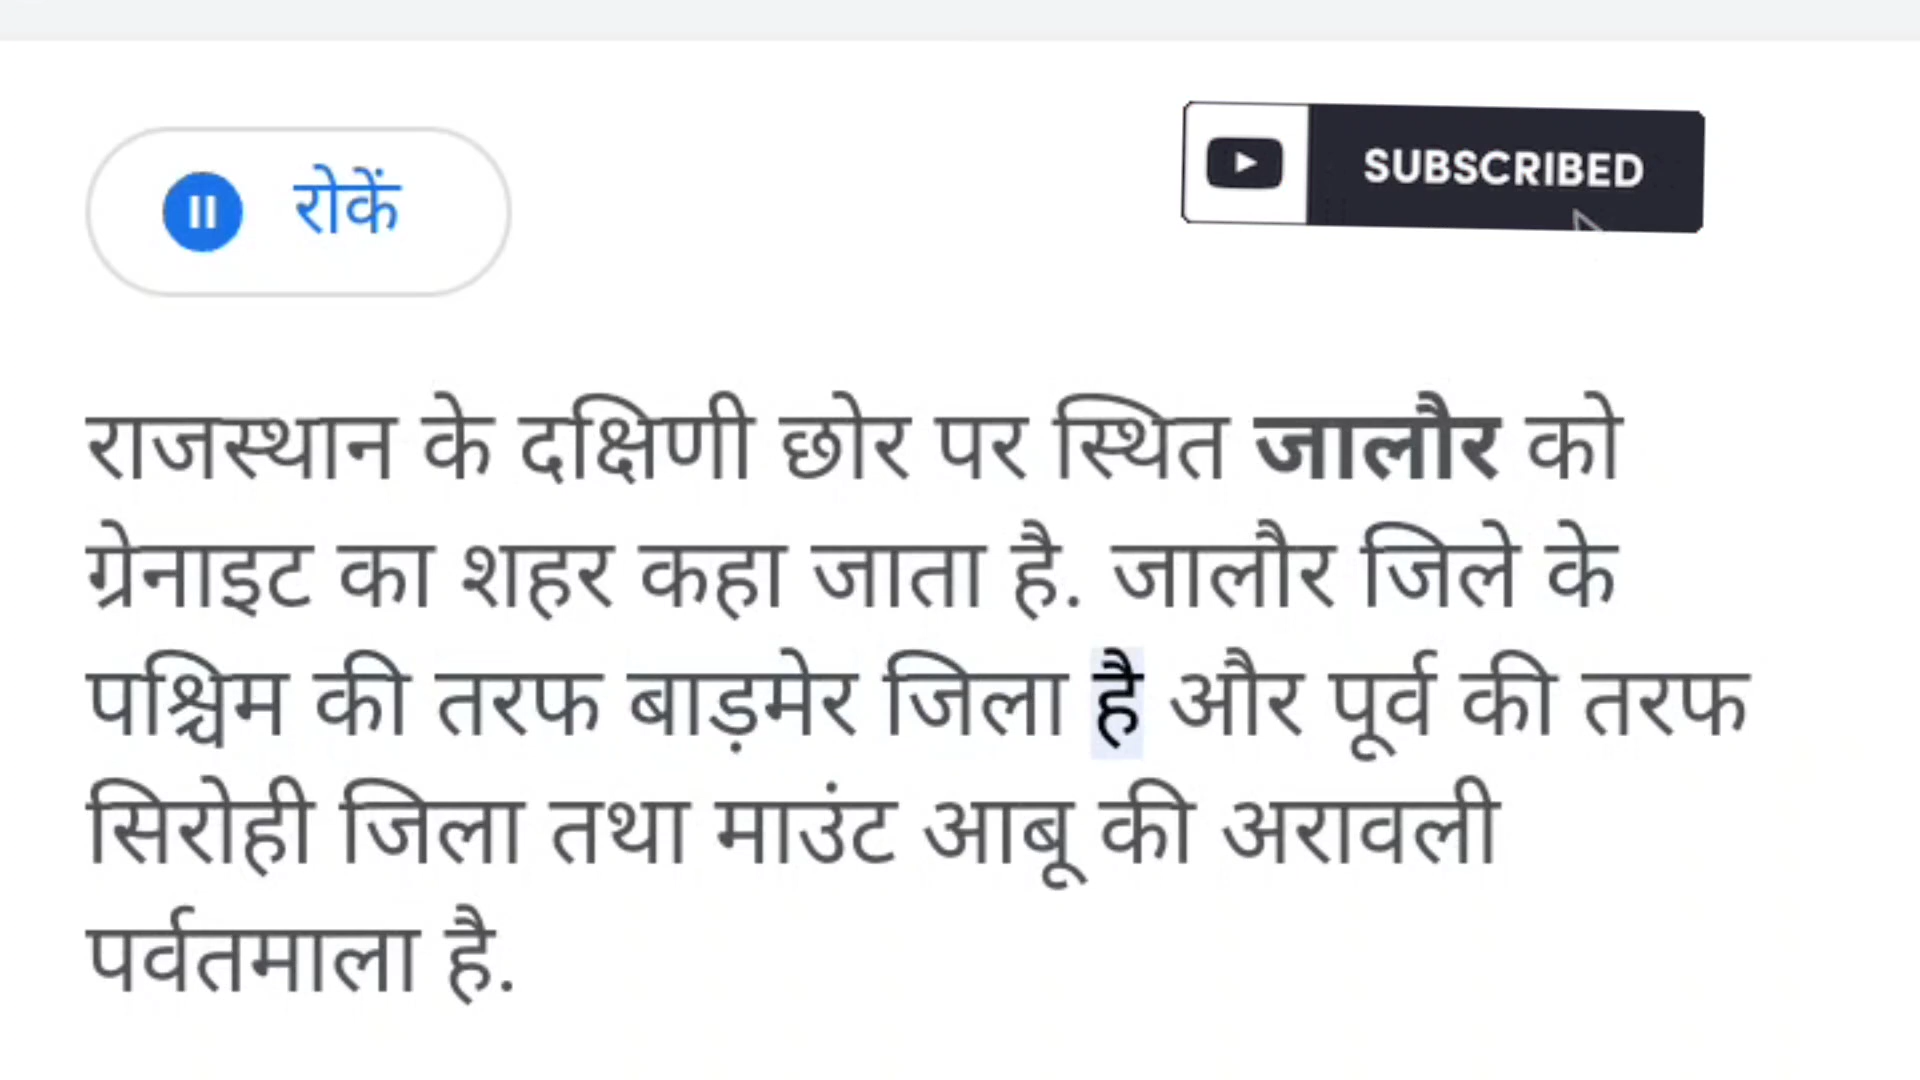 रोकें
SUBSCRIBED
राजस्थान के दक्षिणी छोर पर स्थित जालौर को
ग्रेनाइट का शहर कहा जाता है. जालौर जिले के
पश्चिम की तरफ बाड़मेर जिला है और पूर्व की तरफ
सिरोही जिला तथा माउंट आबू की अरावली
पर्वतमाला है.